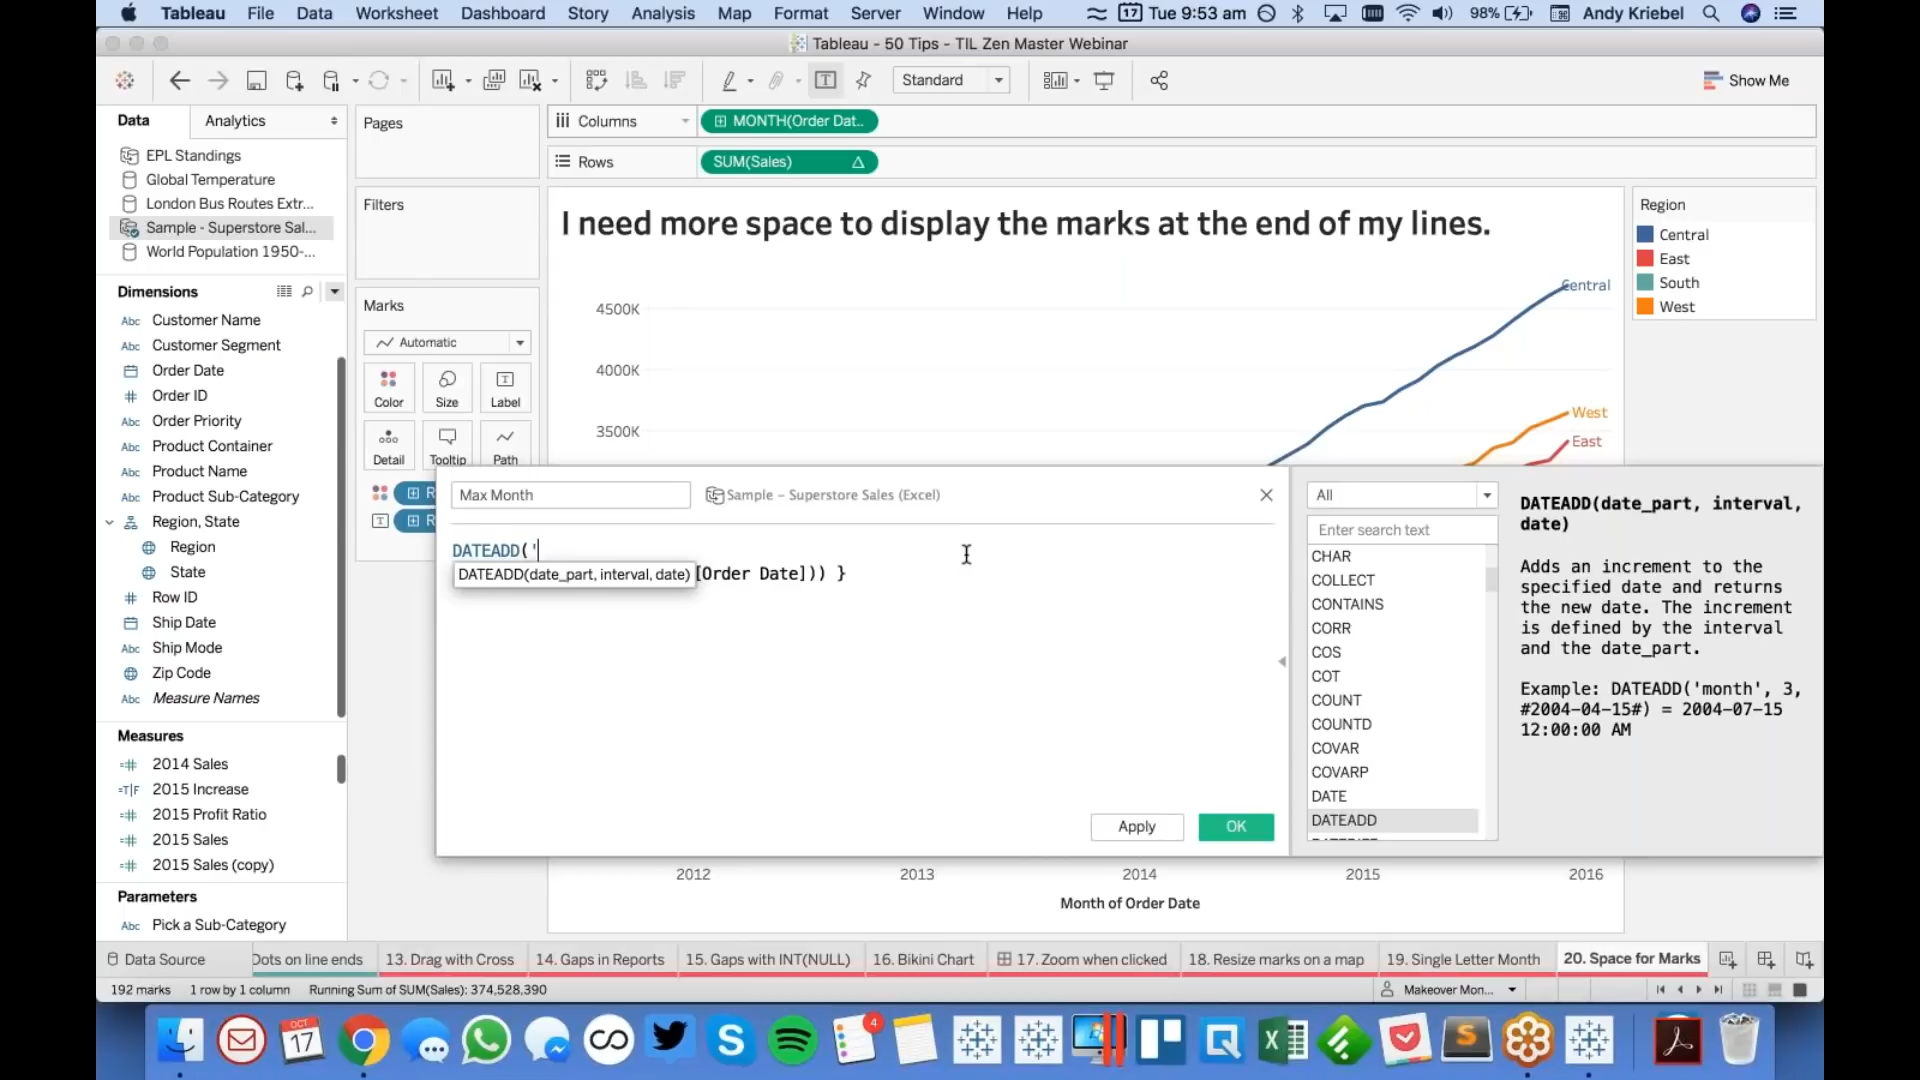 Tableau File Data Worksheet Dashboard Story Analysis Map Format Server Window Help 17 Tue 9:53 am 98% Andy Kriebel
Tableau - 50 Tips - TIL Zen Master Webinar
Standard
Show Me
Data
Analytics
EPL Standings
Global Temperature
London Bus Routes Extr...
Sample - Superstore Sal...
World Population 1950-...
Dimensions
Abc Customer Name
Abc Customer Segment
Order Date
Order ID
Abc Order Priority
Abc Product Container
Abc Product Name
Abc Product Sub-Category
Region, State
Region
State
Row ID
Ship Date
Abc Ship Mode
Zip Code
Abc Measure Names
Measures
2014 Sales
=T|F 2015 Increase
2015 Profit Ratio
2015 Sales
2015 Sales (copy)
Parameters
Abc Pick a Sub-Category
Pages
Filters
Marks
Automatic
Color Size Label
Detail Tooltip Path
R
R
Columns
MONTH(Order Dat..
Rows
SUM(Sales)
I need more space to display the marks at the end of my lines.
4500K
4000K
3500K
Central
West
East
Region
Central
East
South
West
Max Month
Sample – Superstore Sales (Excel)
DATEADD('
DATEADD(date_part, interval, date)
[Order Date])) }
Apply
OK
All
Enter search text
CHAR
COLLECT
CONTAINS
CORR
COS
COT
COUNT
COUNTD
COVAR
COVARP
DATE
DATEADD
DATEADD(date_part, interval,
date)
Adds an increment to the
specified date and returns
the new date. The increment
is defined by the interval
and the date_part.
Example: DATEADD('month', 3,
#2004-04-15#) = 2004-07-15
12:00:00 AM
2012 2013 2014 2015 2016
Month of Order Date
Data Source
Dots on line ends
13. Drag with Cross
14. Gaps in Reports
15. Gaps with INT(NULL)
16. Bikini Chart
17. Zoom when clicked
18. Resize marks on a map
19. Single Letter Month
20. Space for Marks
192 marks 1 row by 1 column Running Sum of SUM(Sales): 374,528,390
Makeover Mon...
OCT
17
4